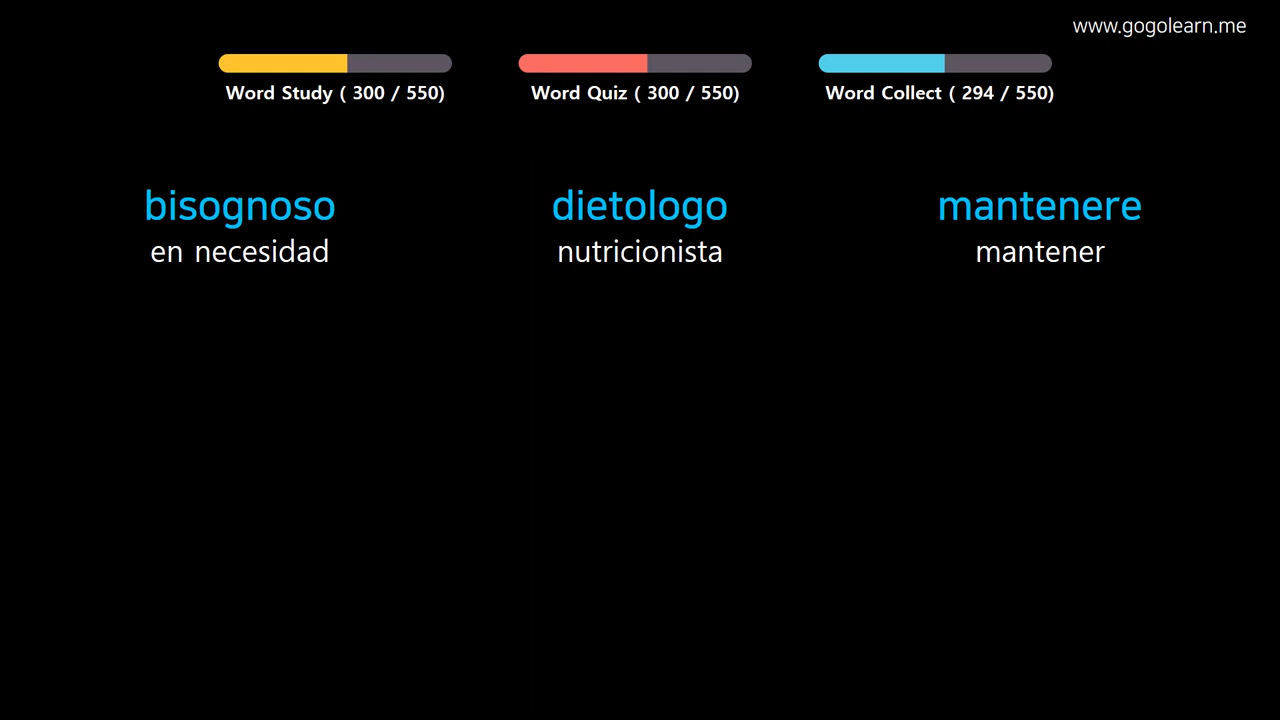 www.gogolearn.me
Word Study ( 300 / 550)
Word Quiz ( 300 / 550)
Word Collect ( 294 / 550)
bisognoso
en necesidad
dietologo
nutricionista
mantenere
mantener